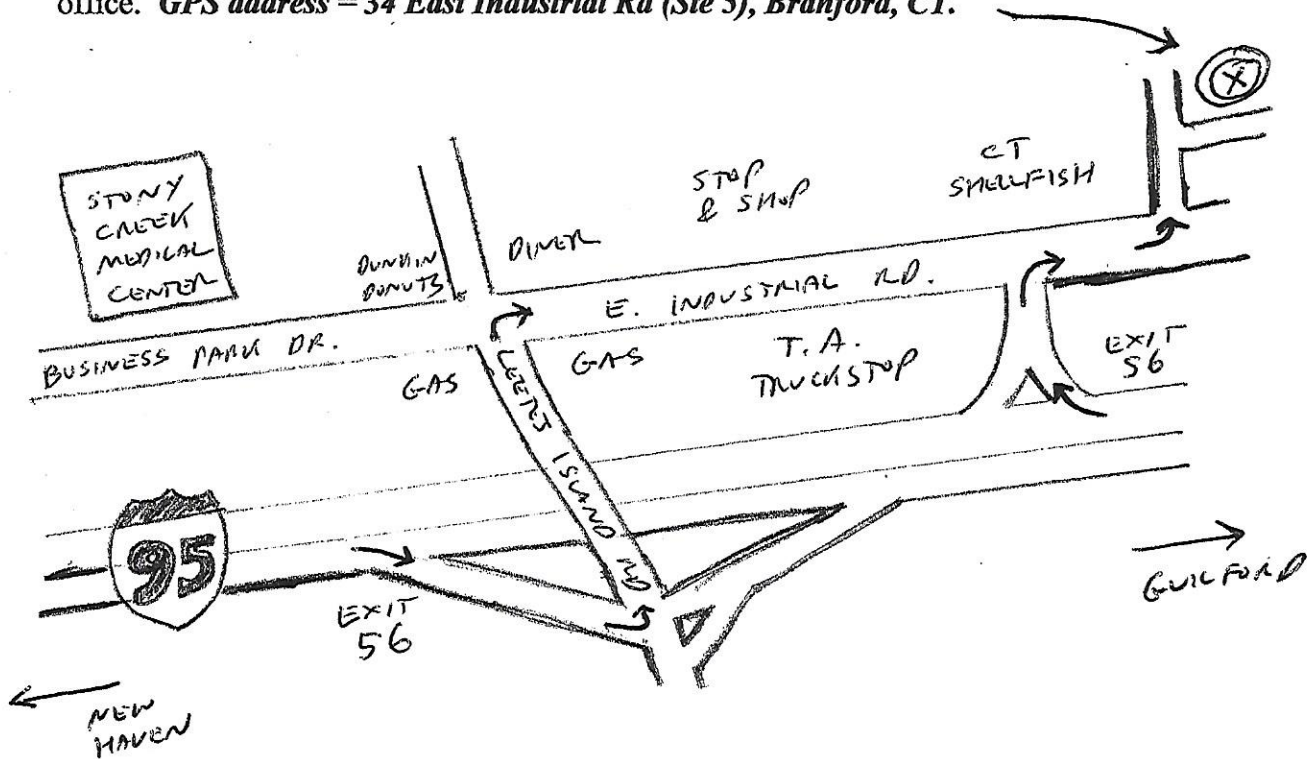 office. GPS address = 34 East Industrial Rd (Ste 5), Branford, CT.
X
STONY
CREEK
MEDICAL
CENTER
DUNKIN
DONUTS
DINER
STOP
& SHOP
CT
SHELLFISH
BUSINESS PARK DR.
E. INDUSTRIAL RD.
GAS
LEETES ISLAND RD
GAS
T. A.
TRUCKSTOP
EXIT
56
95
EXIT
56
GUILFORD
NEW
HAVEN